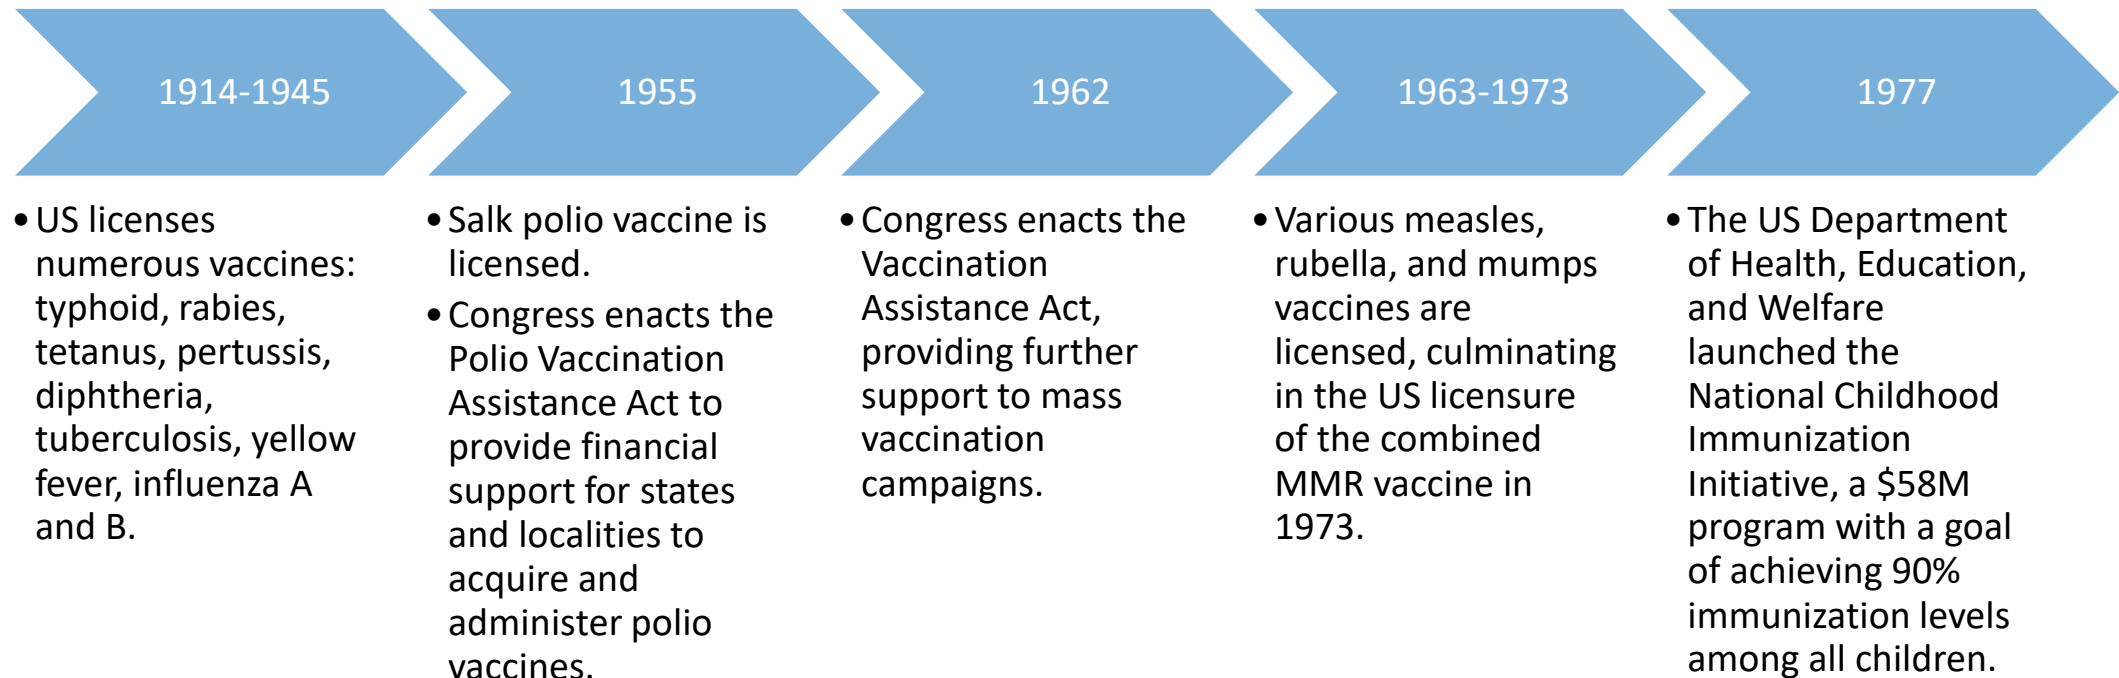 1914-1945
1955
1962
1963-1973
1977
•US licenses
numerous vaccines:
typhoid, rabies,
tetanus, pertussis,
diphtheria,
tuberculosis, yellow
fever, influenza A
and B.
•Salk polio vaccine is
licensed.
•Congress enacts the
Polio Vaccination
Assistance Act to
provide financial
support for states
and localities to
acquire and
administer polio
vaccines.
•Congress enacts the
Vaccination
Assistance Act,
providing further
support to mass
vaccination
campaigns.
•Various measles,
rubella, and mumps
vaccines are
licensed, culminating
in the US licensure
of the combined
MMR vaccine in
1973.
•The US Department
of Health, Education,
and Welfare
launched the
National Childhood
Immunization
Initiative, a $58M
program with a goal
of achieving 90%
immunization levels
among all children.